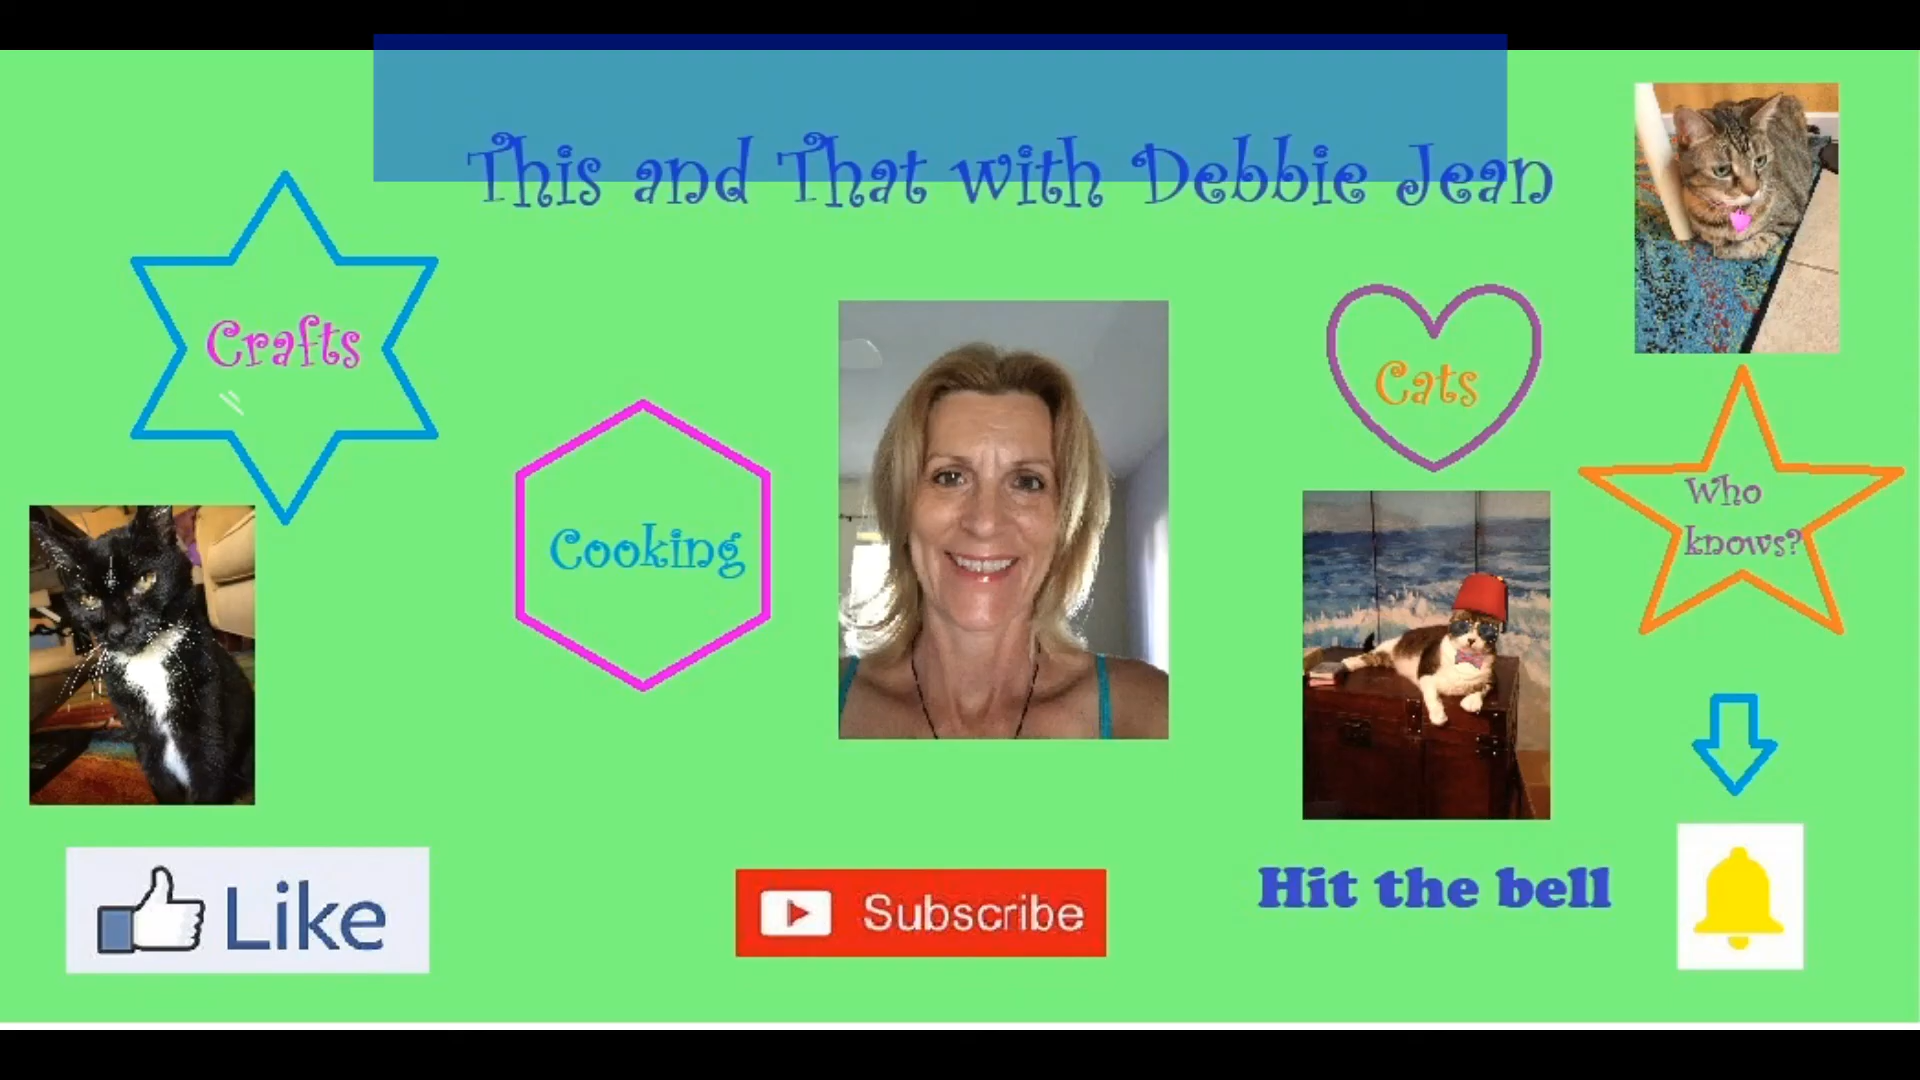 This and That with Debbie Jean
Crafts
Cooking
Cats
Who
knows?
Like
Subscribe
Hit the bell